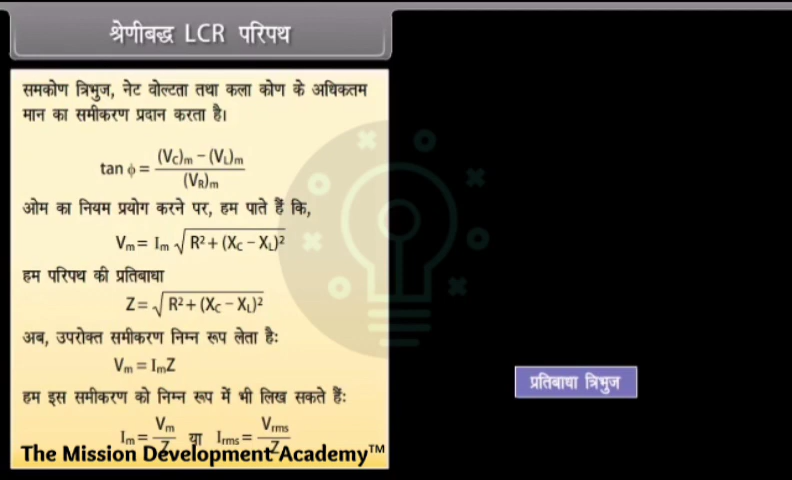 श्रेणीबद्ध LCR परिपथ
समकोण त्रिभुज, नेट वोल्टता तथा कला कोण के अधिकतम
मान का समीकरण प्रदान करता है।
tan ϕ = (V_C)_m − (V_L)_m / (V_R)_m
ओम का नियम प्रयोग करने पर, हम पाते हैं कि,
V_m = I_m √R² + (X_C − X_L)²
हम परिपथ की प्रतिबाधा
Z = √R² + (X_C − X_L)²
अब, उपरोक्त समीकरण निम्न रूप लेता हैः
V_m = I_mZ
हम इस समीकरण को निम्न रूप में भी लिख सकते हैंः
I_m = V_m / Z या I_rms = V_rms / Z
The Mission Development Academy™
प्रतिबाधा त्रिभुज